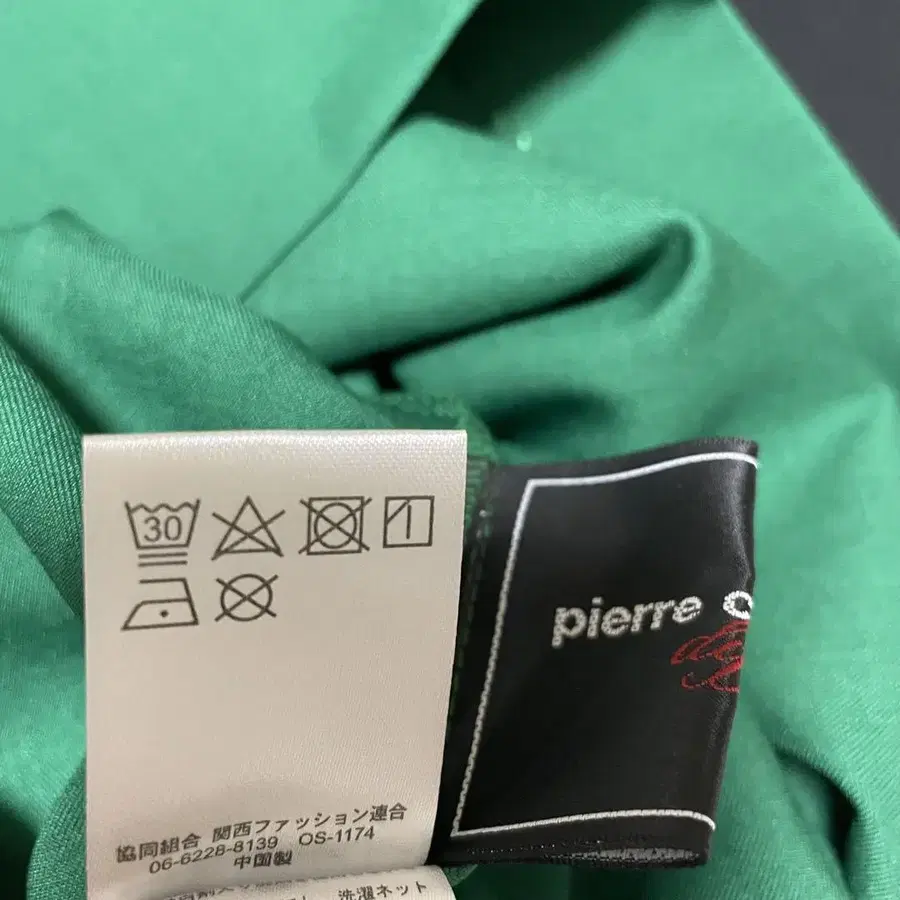 30
協同組合 関西ファッション連合
06-6228-8139 OS-1174
中国製
洗濯ネット
pierre